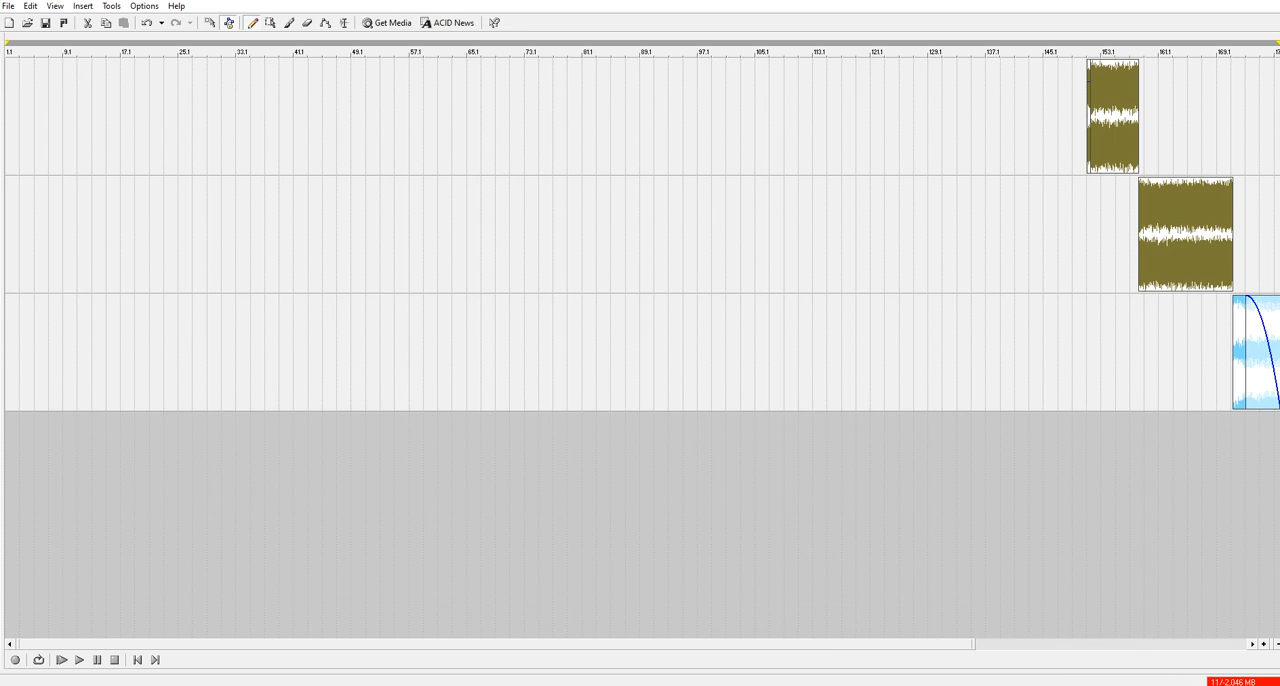 File Edit View Insert Tools Options Help
Get Media ACID News
1.1 9.1 17.1 25.1 33.1 41.1 49.1 57.1 65.1 73.1 81.1 89.1 97.1 105.1 113.1 121.1 129.1 137.1 145.1 153.1 161.1 169.1
11/-2.046 MB